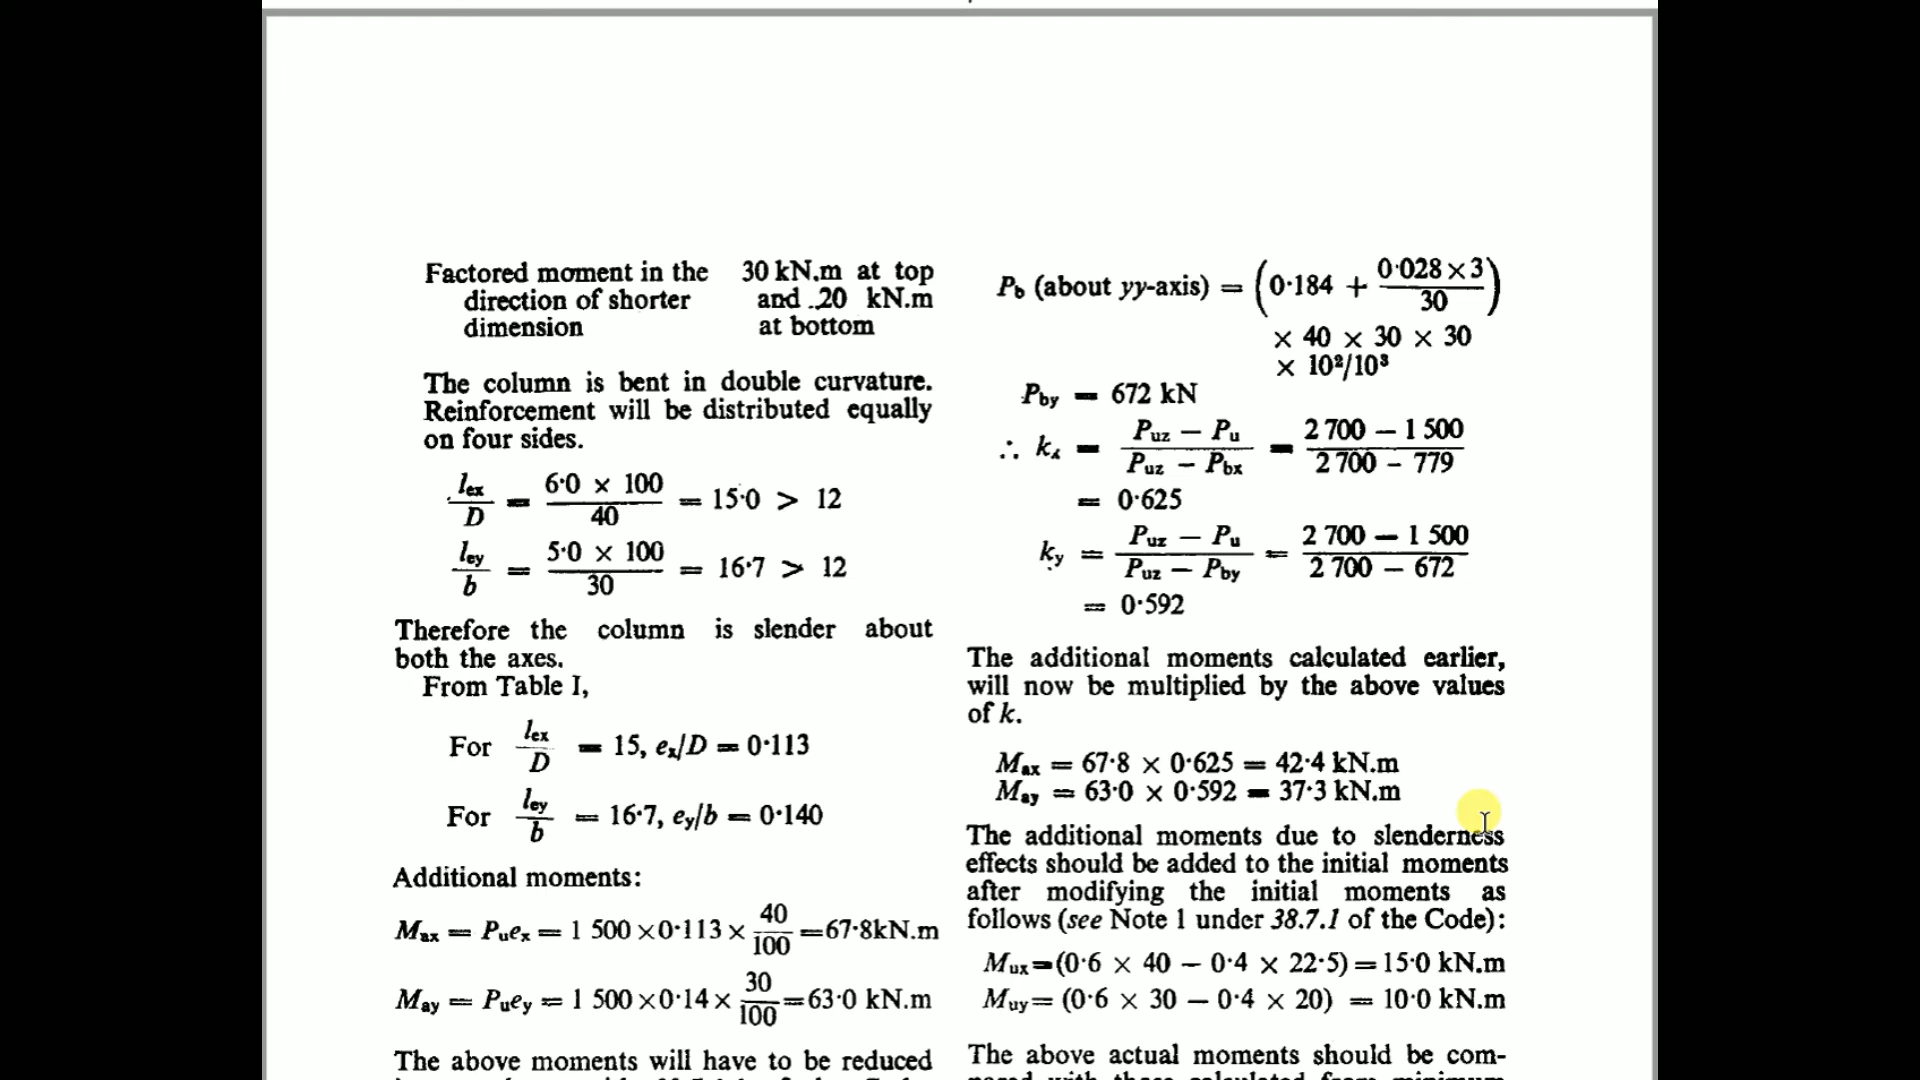 Factored moment in the 30 kN.m at top
direction of shorter and 20 kN.m
dimension at bottom
The column is bent in double curvature.
Reinforcement will be distributed equally
on four sides.
lex/D = 6·0 × 100/40 = 15·0 > 12
ley/b = 5·0 × 100/30 = 16·7 > 12
Therefore the column is slender about
both the axes.
From Table I,
For lex/D = 15, ex/D = 0·113
For ley/b = 16·7, ey/b = 0·140
Additional moments:
Max = Puex = 1 500 ×0·113 × 40/100 =67·8kN.m
May = Puey = 1 500 ×0·14 × 30/100 =63·0 kN.m
The above moments will have to be reduced
Pb (about yy-axis) = (0·184 + 0·028 × 3/30)
× 40 × 30 × 30
× 10²/10³
Pby = 672 kN
∴ kx = Puz − Pu/Puz − Pbx = 2 700 − 1 500/2 700 − 779
= 0·625
ky = Puz − Pu/Puz − Pby = 2 700 − 1 500/2 700 − 672
= 0·592
The additional moments calculated earlier,
will now be multiplied by the above values
of k.
Max = 67·8 × 0·625 = 42·4 kN.m
May = 63·0 × 0·592 = 37·3 kN.m
The additional moments due to slenderness
effects should be added to the initial moments
after modifying the initial moments as
follows (see Note 1 under 38.7.1 of the Code):
Mux=(0·6 × 40 − 0·4 × 22·5) = 15·0 kN.m
Muy= (0·6 × 30 − 0·4 × 20) = 10·0 kN.m
The above actual moments should be com-